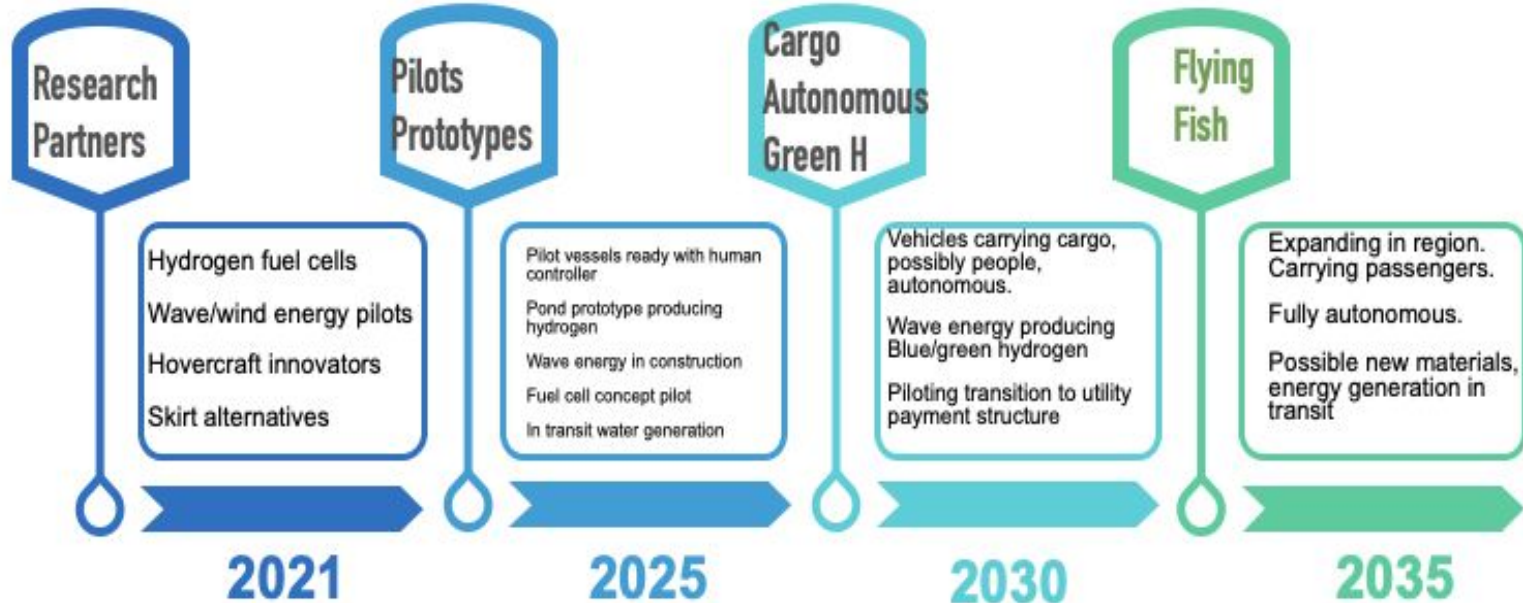 Research
Partners
Pilots
Prototypes
Cargo
Autonomous
Green H
Flying
Fish
Hydrogen fuel cells
Wave/wind energy pilots
Hovercraft innovators
Skirt alternatives
Pilot vessels ready with human
controller
Pond prototype producing
hydrogen
Wave energy in construction
Fuel cell concept pilot
In transit water generation
Vehicles carrying cargo,
possibly people,
autonomous.
Wave energy producing
Blue/green hydrogen
Piloting transition to utility
payment structure
Expanding in region.
Carrying passengers.
Fully autonomous.
Possible new materials,
energy generation in
transit
2021
2025
2030
2035